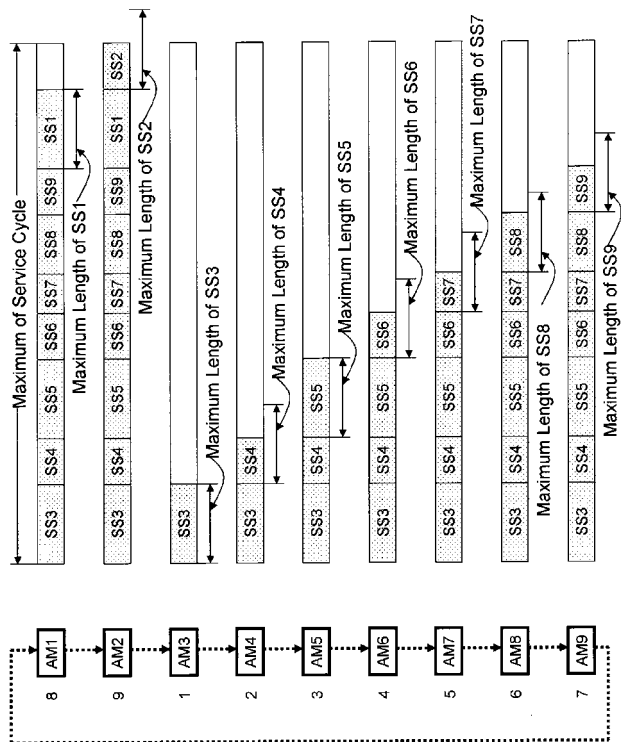 Maximum of Service Cycle
8 AM1 SS3 SS4 SS5 SS6 SS7 SS8 SS9 SS1
Maximum Length of SS1
9 AM2 SS3 SS4 SS5 SS6 SS7 SS8 SS9 SS1 SS2
Maximum Length of SS2
1 AM3 SS3
Maximum Length of SS3
2 AM4 SS3 SS4
Maximum Length of SS4
3 AM5 SS3 SS4 SS5
Maximum Length of SS5
4 AM6 SS3 SS4 SS5 SS6
Maximum Length of SS6
5 AM7 SS3 SS4 SS5 SS6 SS7
Maximum Length of SS7
6 AM8 SS3 SS4 SS5 SS6 SS7 SS8
Maximum Length of SS8
7 AM9 SS3 SS4 SS5 SS6 SS7 SS8 SS9
Maximum Length of SS9